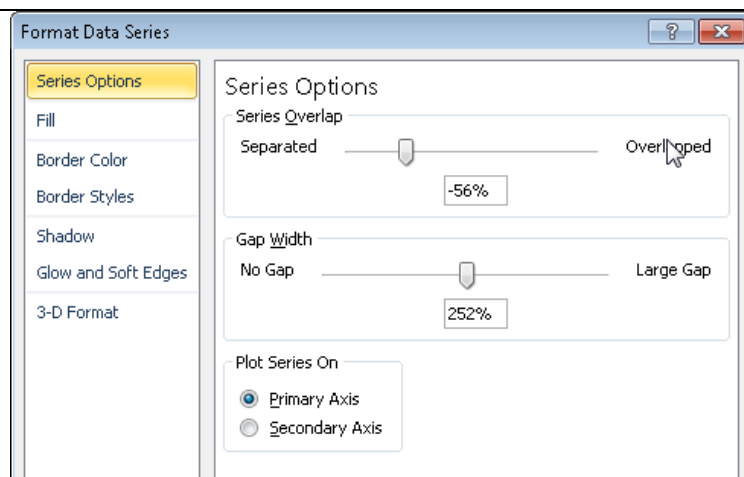 Format Data Series
Series Options
Fill
Border Color
Border Styles
Shadow
Glow and Soft Edges
3-D Format
Series Options
Series Overlap
Separated Overlapped
-56%
Gap Width
No Gap Large Gap
252%
Plot Series On
Primary Axis
Secondary Axis